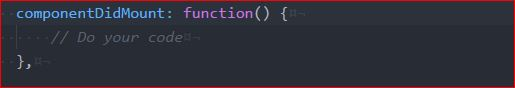 componentDidMount: function() {
// Do your code
},